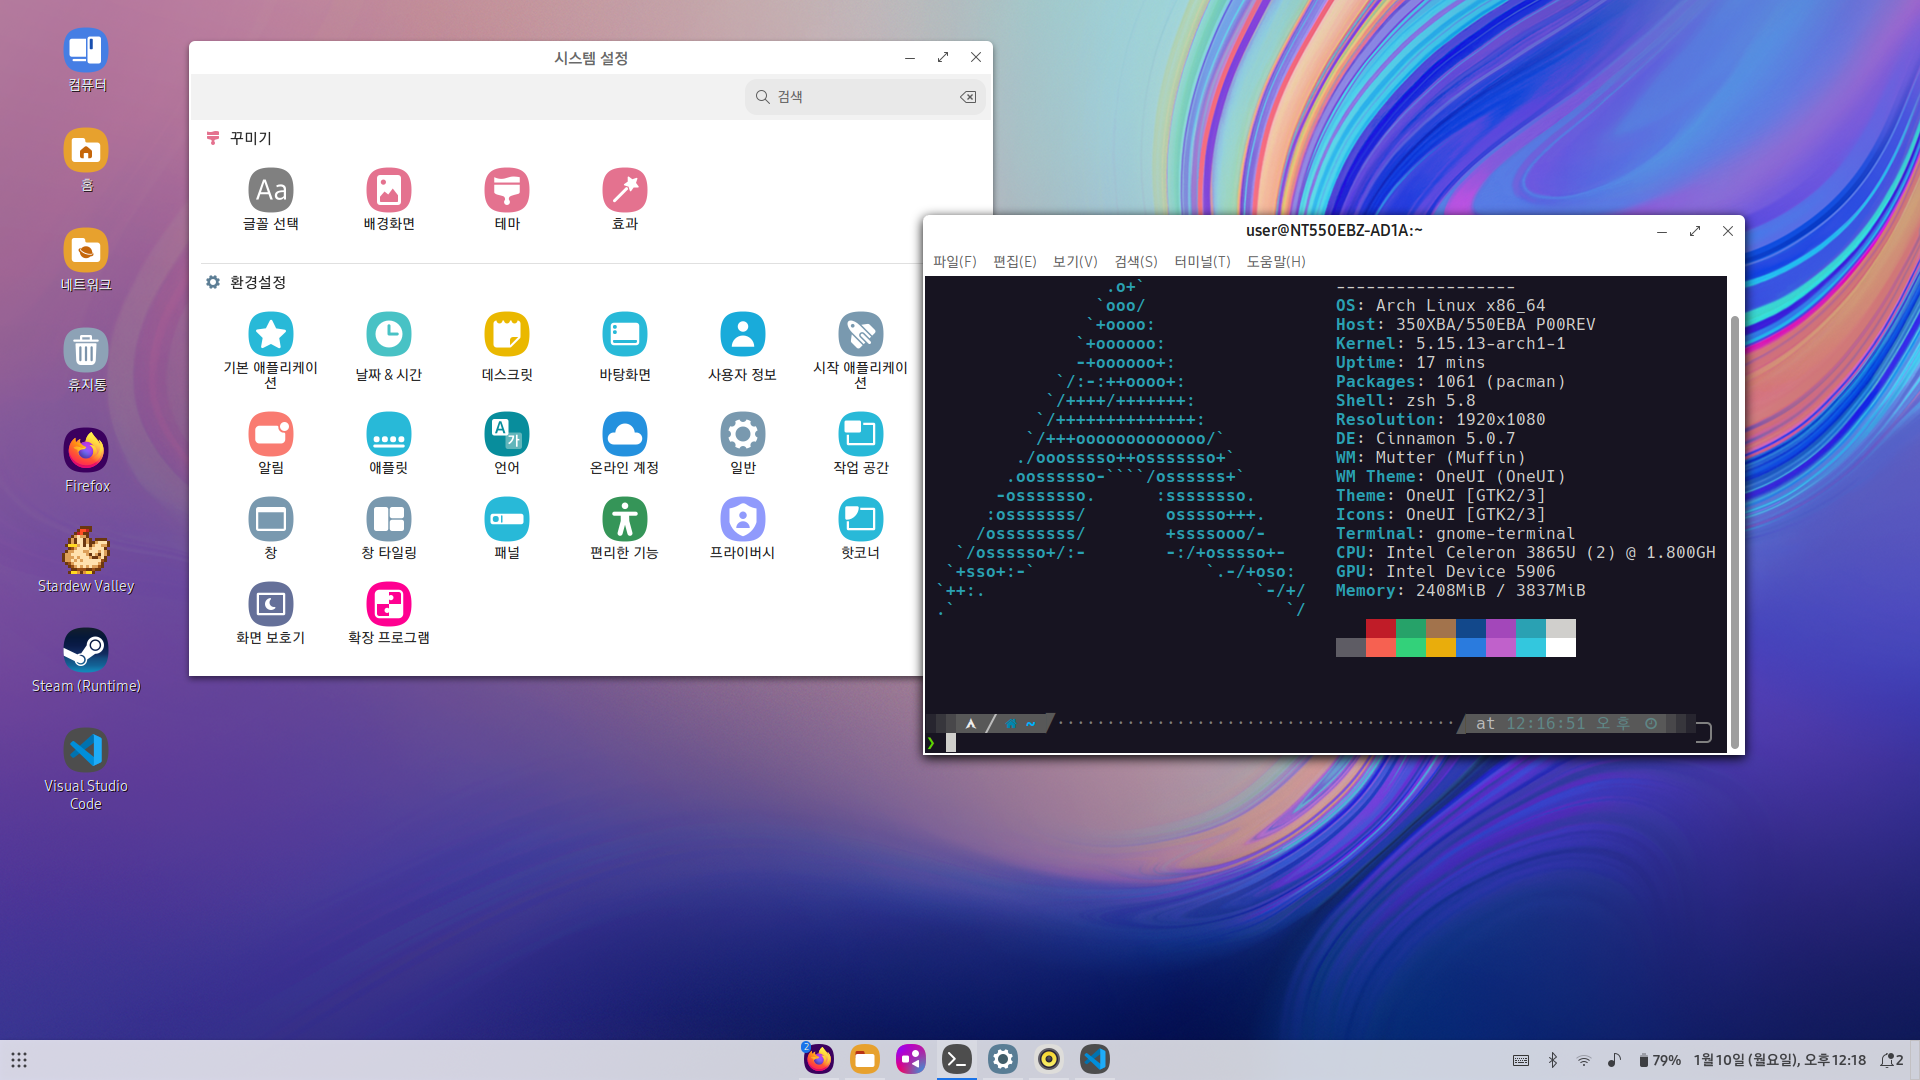 컴퓨터
홈
네트워크
휴지통
Firefox
Stardew Valley
Steam (Runtime)
Visual Studio
Code
시스템 설정
검색
꾸미기
글꼴 선택 배경화면 테마 효과
환경설정
기본 애플리케이션 날짜 & 시간 데스크릿 바탕화면 사용자 정보 시작 애플리케이션
알림 애플릿 언어 온라인 계정 일반 작업 공간
창 창 타일링 패널 편리한 기능 프라이버시 핫코너
화면 보호기 확장 프로그램
user@NT550EBZ-AD1A:~
파일(F) 편집(E) 보기(V) 검색(S) 터미널(T) 도움말(H)
------------------
OS: Arch Linux x86_64
Host: 350XBA/550EBA P00REV
Kernel: 5.15.13-arch1-1
Uptime: 17 mins
Packages: 1061 (pacman)
Shell: zsh 5.8
Resolution: 1920x1080
DE: Cinnamon 5.0.7
WM: Mutter (Muffin)
WM Theme: OneUI (OneUI)
Theme: OneUI [GTK2/3]
Icons: OneUI [GTK2/3]
Terminal: gnome-terminal
CPU: Intel Celeron 3865U (2) @ 1.800GH
GPU: Intel Device 5906
Memory: 2408MiB / 3837MiB
~ at 12:16:51 오후
❯
2
79% 1월 10일 (월요일), 오후 12:18 2